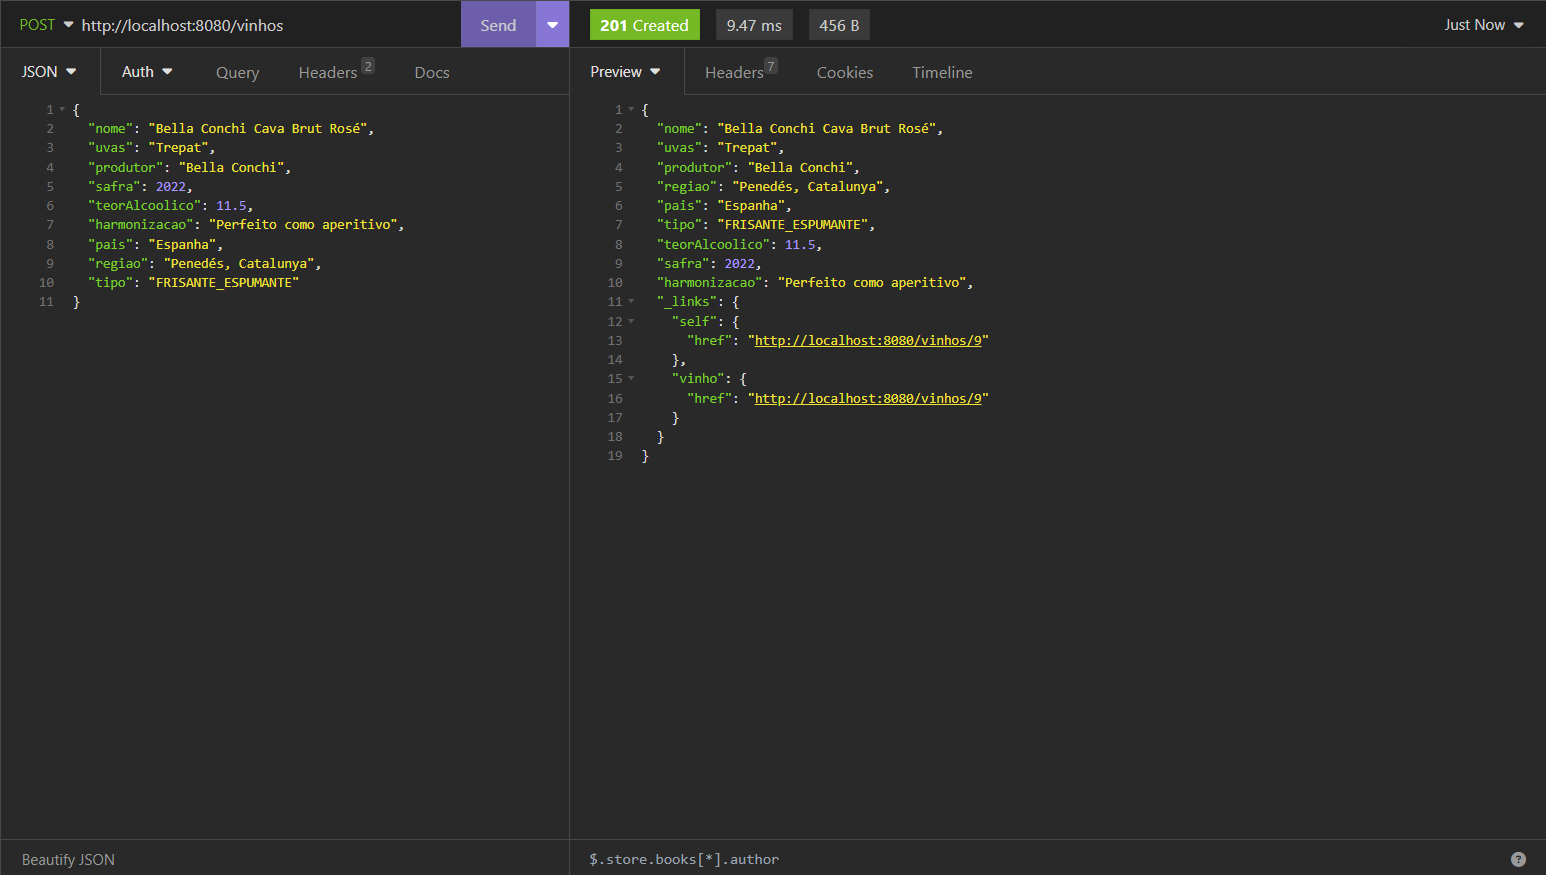 POST http://localhost:8080/vinhos Send
JSON Auth Query Headers 2 Docs
1 {
2 "nome": "Bella Conchi Cava Brut Rosé",
3 "uvas": "Trepat",
4 "produtor": "Bella Conchi",
5 "safra": 2022,
6 "teorAlcoolico": 11.5,
7 "harmonizacao": "Perfeito como aperitivo",
8 "pais": "Espanha",
9 "regiao": "Penedés, Catalunya",
10 "tipo": "FRISANTE_ESPUMANTE"
11 }
Beautify JSON
201 Created 9.47 ms 456 B Just Now
Preview Headers 7 Cookies Timeline
1 {
2 "nome": "Bella Conchi Cava Brut Rosé",
3 "uvas": "Trepat",
4 "produtor": "Bella Conchi",
5 "regiao": "Penedés, Catalunya",
6 "pais": "Espanha",
7 "tipo": "FRISANTE_ESPUMANTE",
8 "teorAlcoolico": 11.5,
9 "safra": 2022,
10 "harmonizacao": "Perfeito como aperitivo",
11 "_links": {
12 "self": {
13 "href": "http://localhost:8080/vinhos/9"
14 },
15 "vinho": {
16 "href": "http://localhost:8080/vinhos/9"
17 }
18 }
19 }
$.store.books[*].author ?